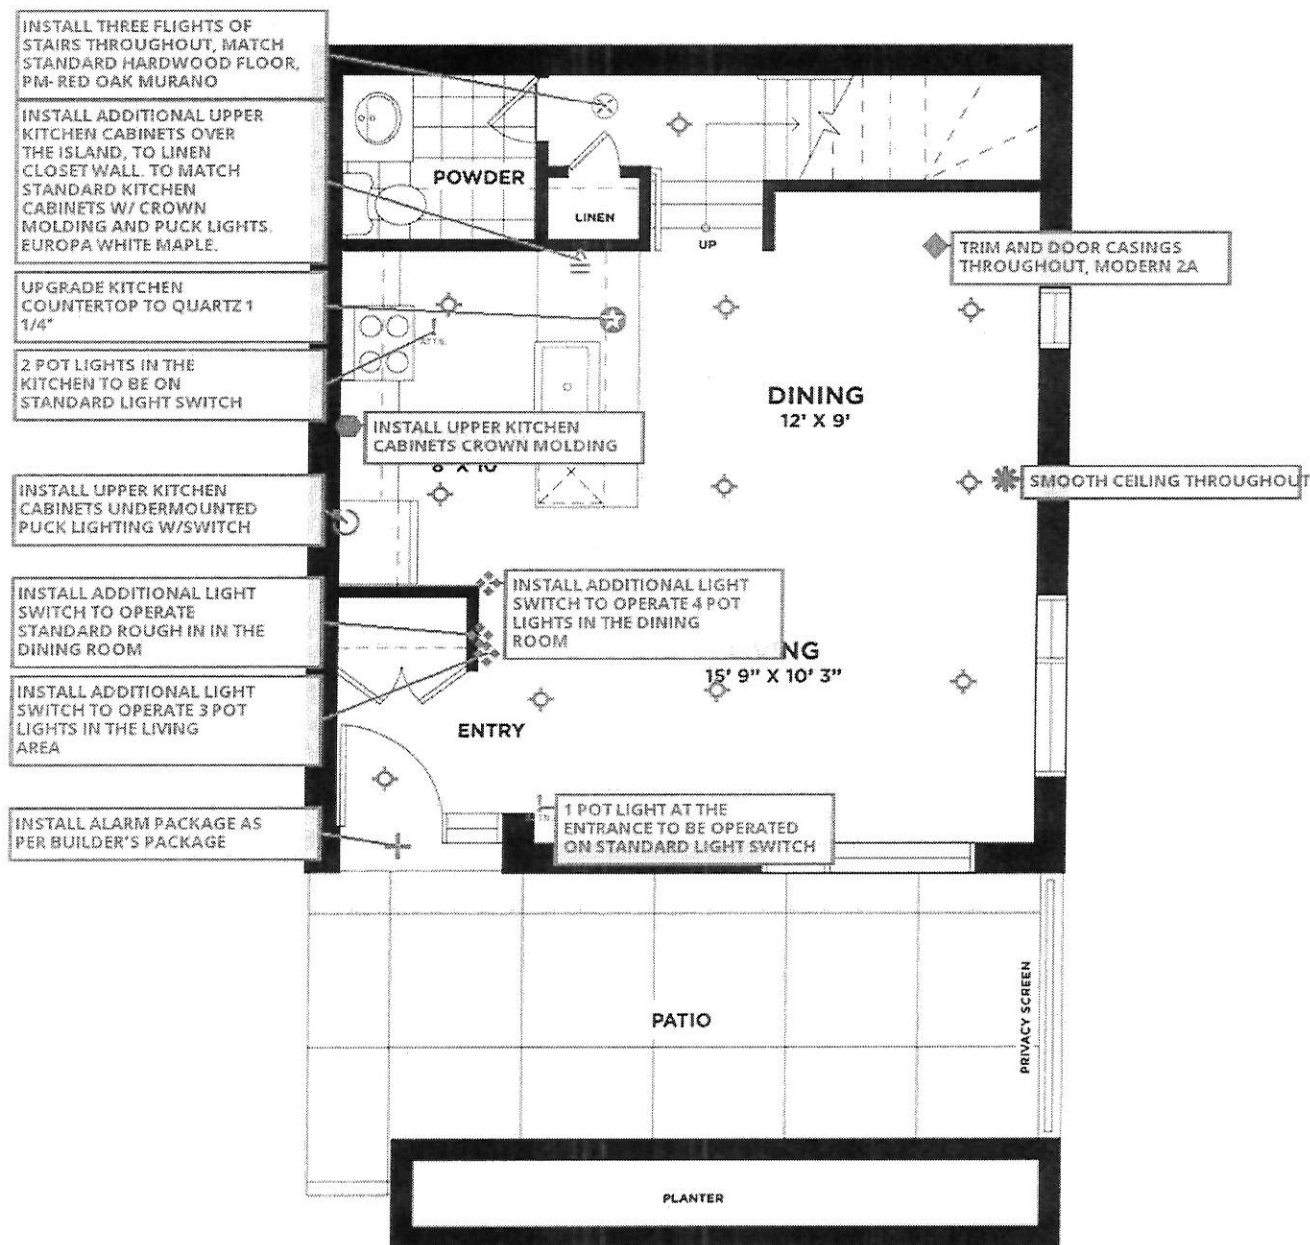 INSTALL THREE FLIGHTS OF
STAIRS THROUGHOUT, MATCH
STANDARD HARDWOOD FLOOR,
PM- RED OAK MURANO
INSTALL ADDITIONAL UPPER
KITCHEN CABINETS OVER
THE ISLAND, TO LINEN
CLOSET WALL. TO MATCH
STANDARD KITCHEN
CABINETS W/ CROWN
MOLDING AND PUCK LIGHTS.
EUROPA WHITE MAPLE.
UPGRADE KITCHEN
COUNTERTOP TO QUARTZ 1
1/4"
2 POT LIGHTS IN THE
KITCHEN TO BE ON
STANDARD LIGHT SWITCH
INSTALL UPPER KITCHEN
CABINETS CROWN MOLDING
INSTALL UPPER KITCHEN
CABINETS UNDERMOUNTED
PUCK LIGHTING W/SWITCH
INSTALL ADDITIONAL LIGHT
SWITCH TO OPERATE
STANDARD ROUGH IN IN THE
DINING ROOM
INSTALL ADDITIONAL LIGHT
SWITCH TO OPERATE 3 POT
LIGHTS IN THE LIVING
AREA
INSTALL ALARM PACKAGE AS
PER BUILDER'S PACKAGE
POWDER
LINEN
UP
TRIM AND DOOR CASINGS
THROUGHOUT, MODERN 2A
DINING
12' X 9'
SMOOTH CEILING THROUGHOUT
INSTALL ADDITIONAL LIGHT
SWITCH TO OPERATE 4 POT
LIGHTS IN THE DINING
ROOM
NG
15' 9" X 10' 3"
ENTRY
1 POT LIGHT AT THE
ENTRANCE TO BE OPERATED
ON STANDARD LIGHT SWITCH
PATIO
PRIVACY SCREEN
PLANTER